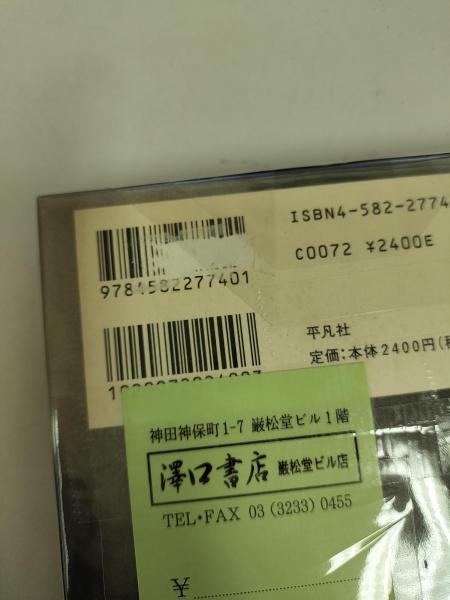 ISBN4-582-2774
C0072 ¥2400E
9784582277401
平凡社
定価:本体2400円(税
神田神保町1-7 巌松堂ビル1階
澤口書店 巌松堂ビル店
TEL・FAX 03(3233)0455
¥